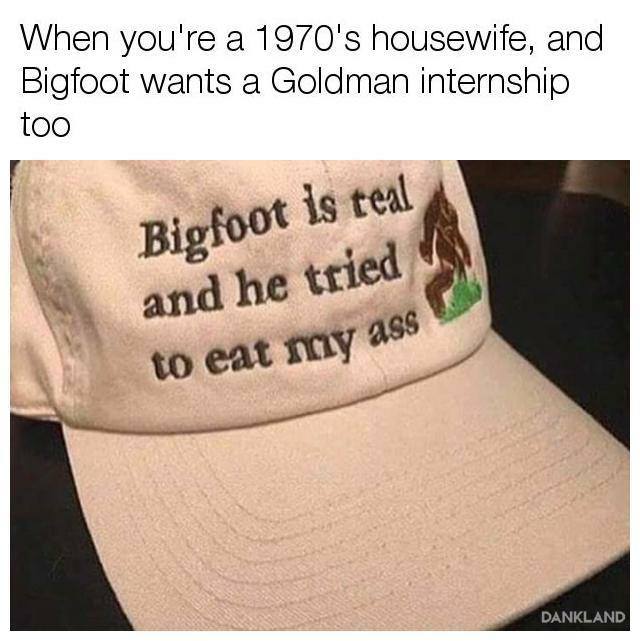 When you're a 1970's housewife, and
Bigfoot wants a Goldman internship
too
Bigfoot is real
and he tried
to eat my ass
DANKLAND